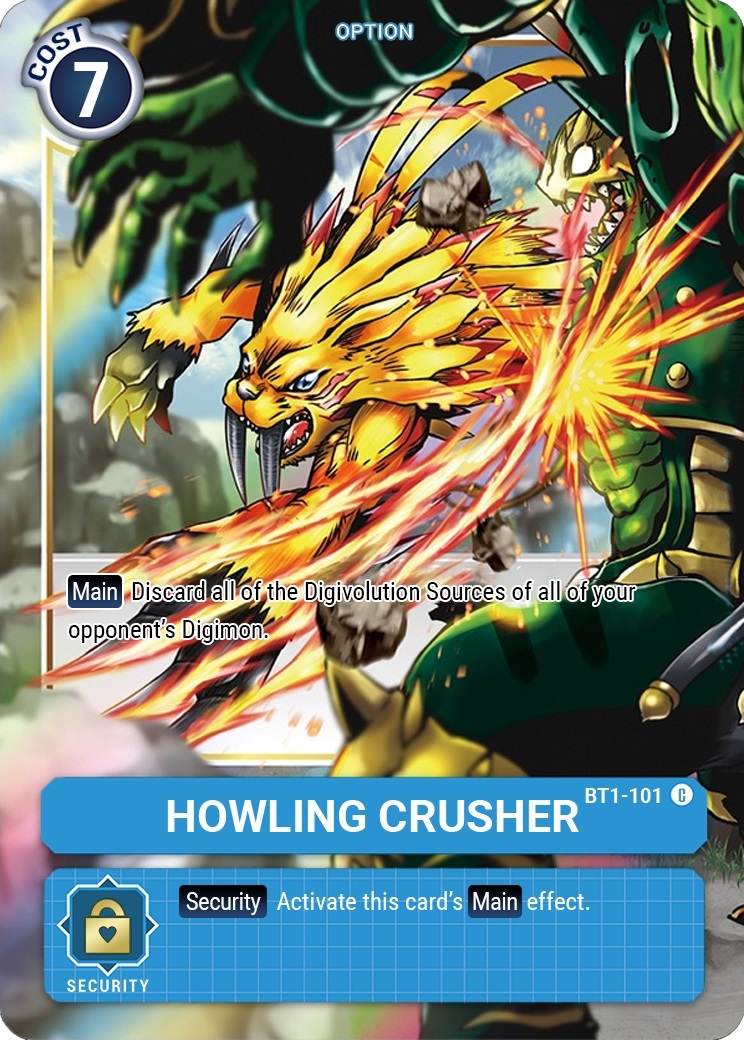 OPTION
COST
7
Main Discard all of the Digivolution Sources of all of your
opponent's Digimon.
BT1-101 C
HOWLING CRUSHER
Security Activate this card's Main effect.
SECURITY